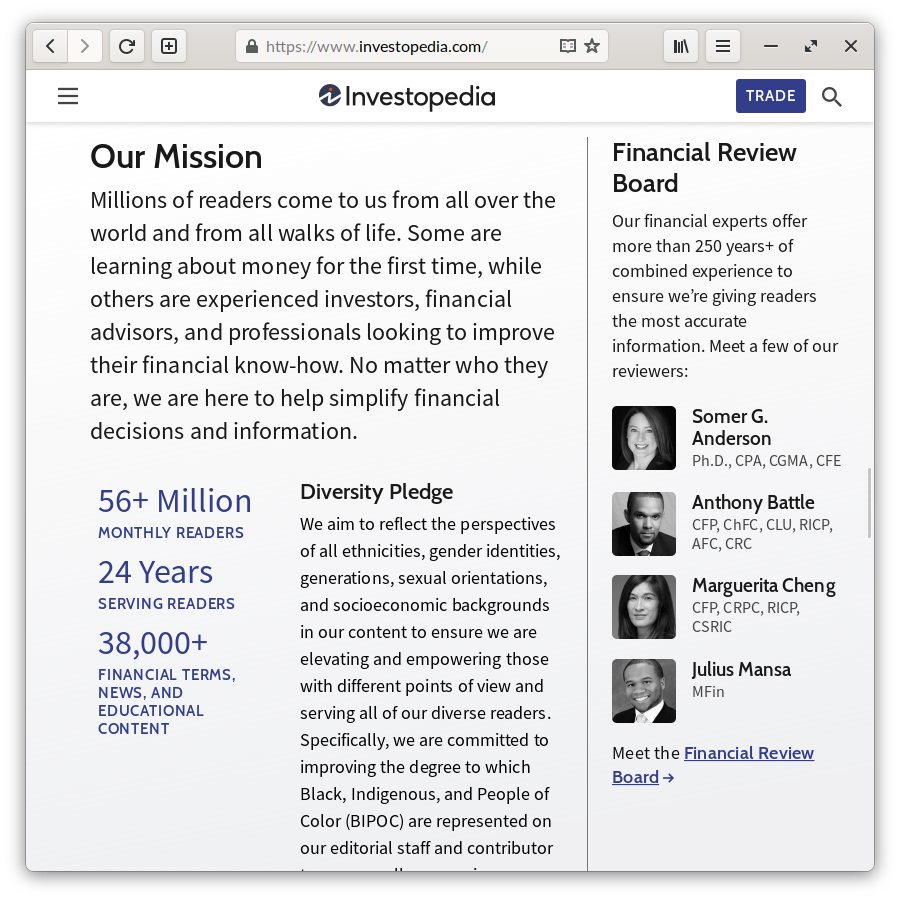 https://www.investopedia.com/
Investopedia
TRADE
Our Mission
Millions of readers come to us from all over the
world and from all walks of life. Some are
learning about money for the first time, while
others are experienced investors, financial
advisors, and professionals looking to improve
their financial know-how. No matter who they
are, we are here to help simplify financial
decisions and information.
56+ Million
MONTHLY READERS
24 Years
SERVING READERS
38,000+
FINANCIAL TERMS,
NEWS, AND
EDUCATIONAL
CONTENT
Diversity Pledge
We aim to reflect the perspectives
of all ethnicities, gender identities,
generations, sexual orientations,
and socioeconomic backgrounds
in our content to ensure we are
elevating and empowering those
with different points of view and
serving all of our diverse readers.
Specifically, we are committed to
improving the degree to which
Black, Indigenous, and People of
Color (BIPOC) are represented on
our editorial staff and contributor
Financial Review
Board
Our financial experts offer
more than 250 years+ of
combined experience to
ensure we’re giving readers
the most accurate
information. Meet a few of our
reviewers:
Somer G.
Anderson
Ph.D., CPA, CGMA, CFE
Anthony Battle
CFP, ChFC, CLU, RICP,
AFC, CRC
Marguerita Cheng
CFP, CRPC, RICP,
CSRIC
Julius Mansa
MFin
Meet the Financial Review
Board →